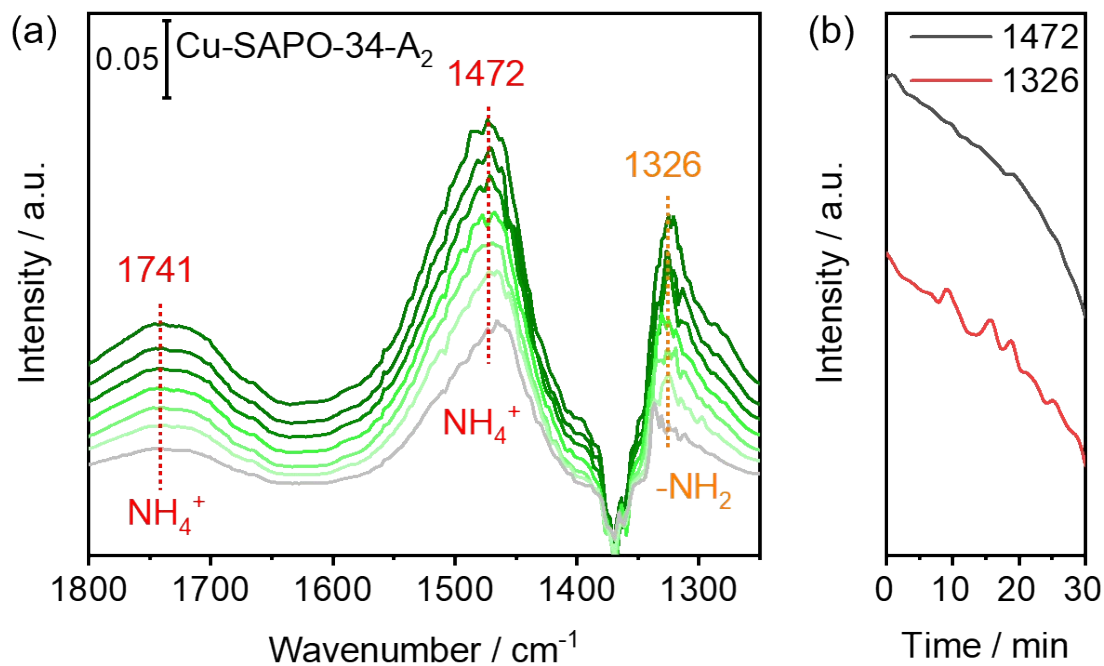 (a)
0.05
Cu-SAPO-34-A₂
1472
1326
1741
NH₄⁺
NH₄⁺
-NH₂
Intensity / a.u.
1800 1700 1600 1500 1400 1300
Wavenumber / cm⁻¹
(b)
1472
1326
Intensity / a.u.
0 10 20 30
Time / min